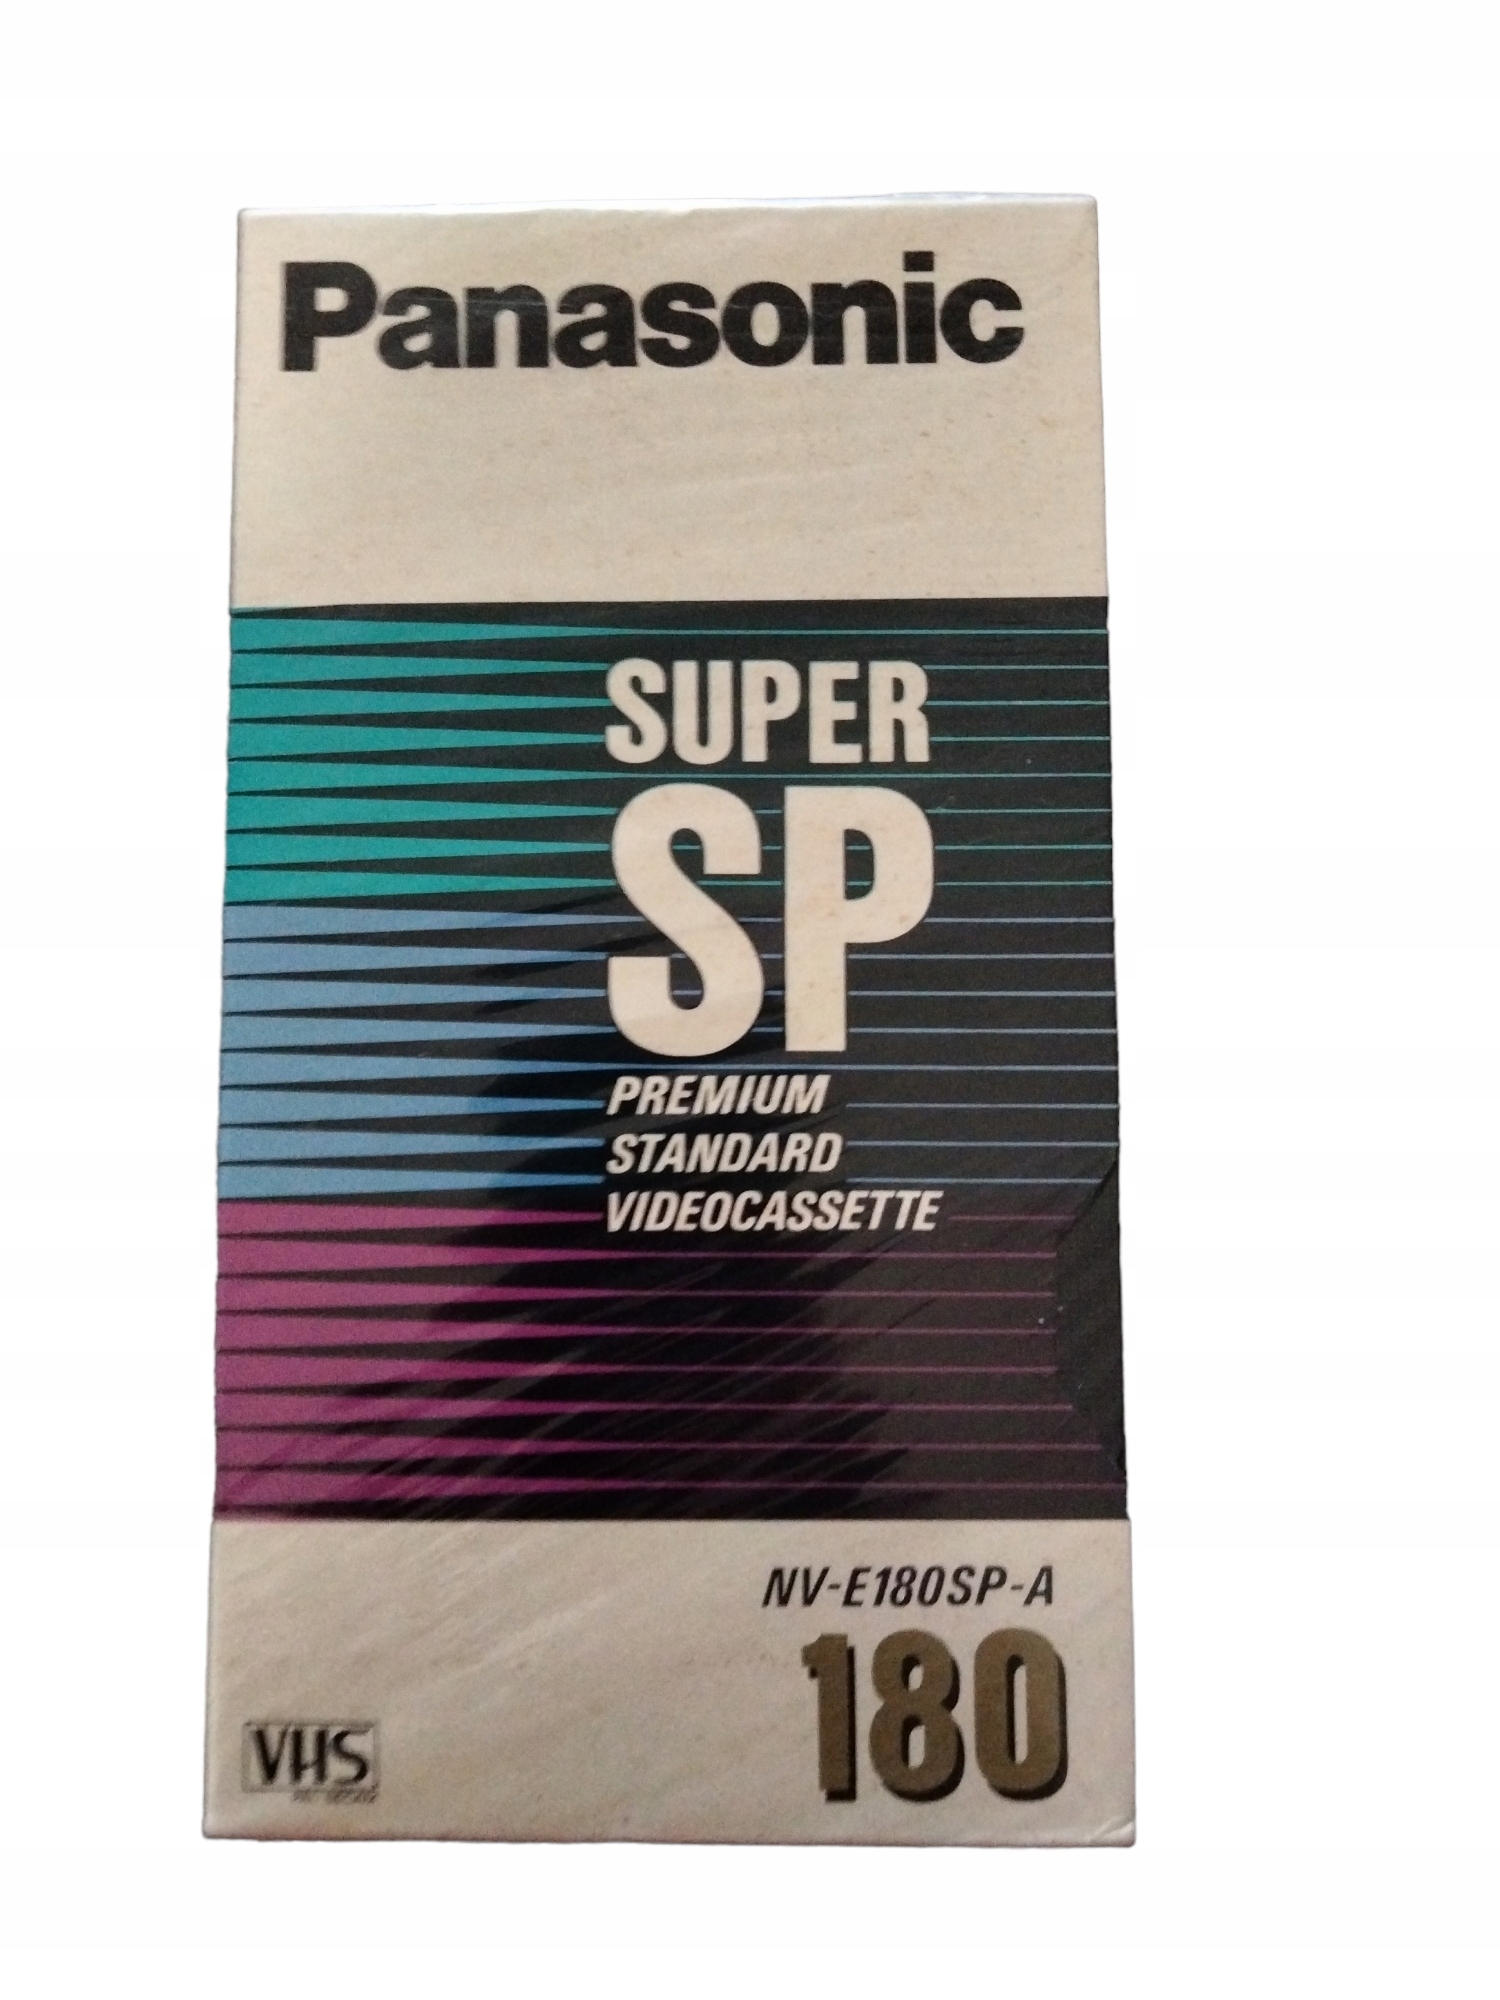 Panasonic
SUPER
SP
PREMIUM
STANDARD
VIDEOCASSETTE
NV-E180SP-A
180
VHS